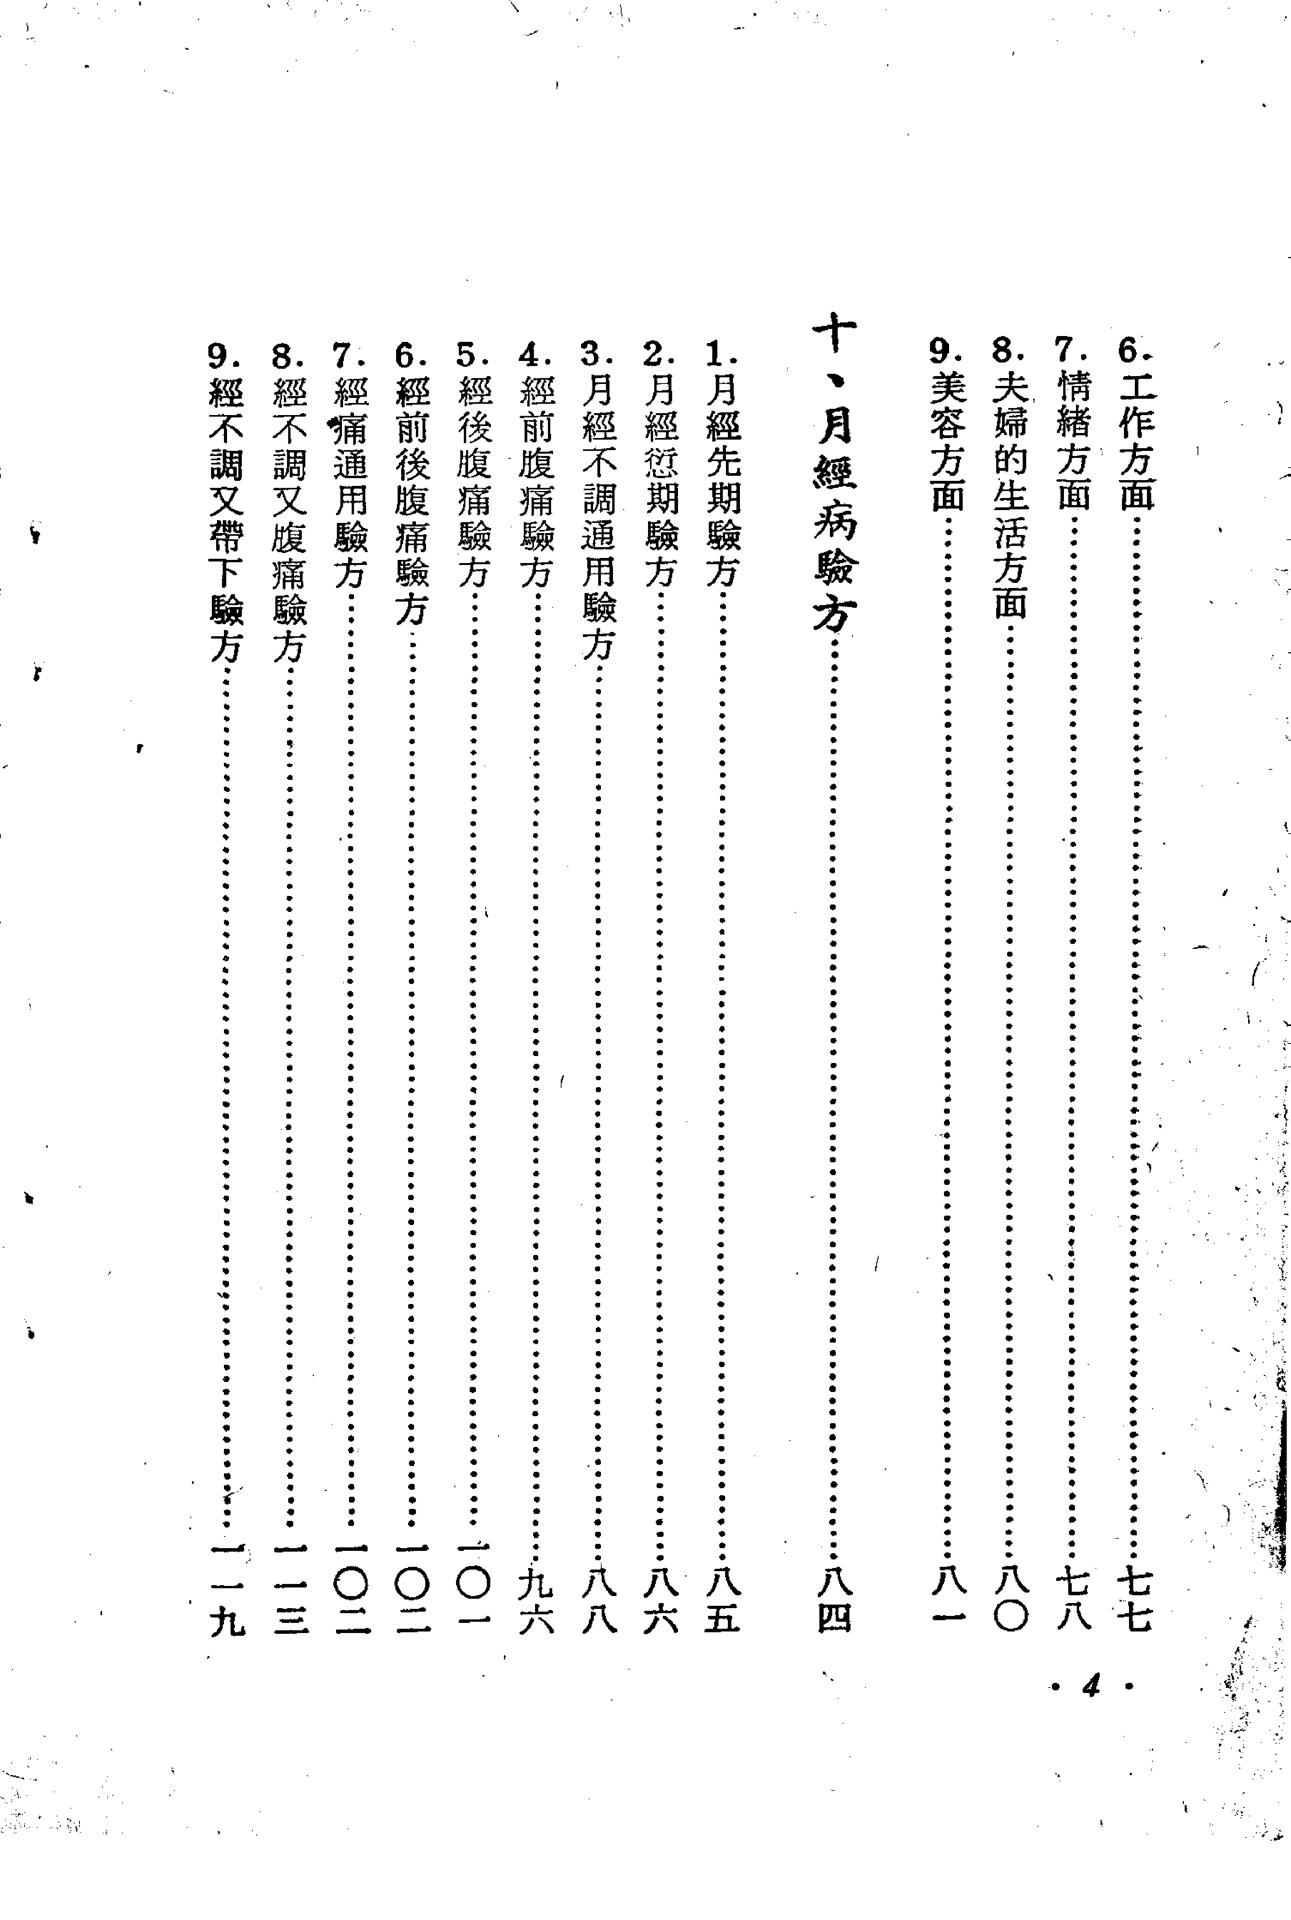 6.工作方面……七七
7.情緒方面……七八
8.夫婦的生活方面……八〇
9.美容方面……八一
十、月經病驗方……八四
1.月經先期驗方……八五
2.月經愆期驗方……八六
3.月經不調通用驗方……八八
4.經前腹痛驗方……九六
5.經後腹痛驗方……一〇一
6.經前後腹痛驗方……一〇二
7.經痛通用驗方……一〇二
8.經不調又腹痛驗方……一一三
9.經不調又帶下驗方……一一九
·4·